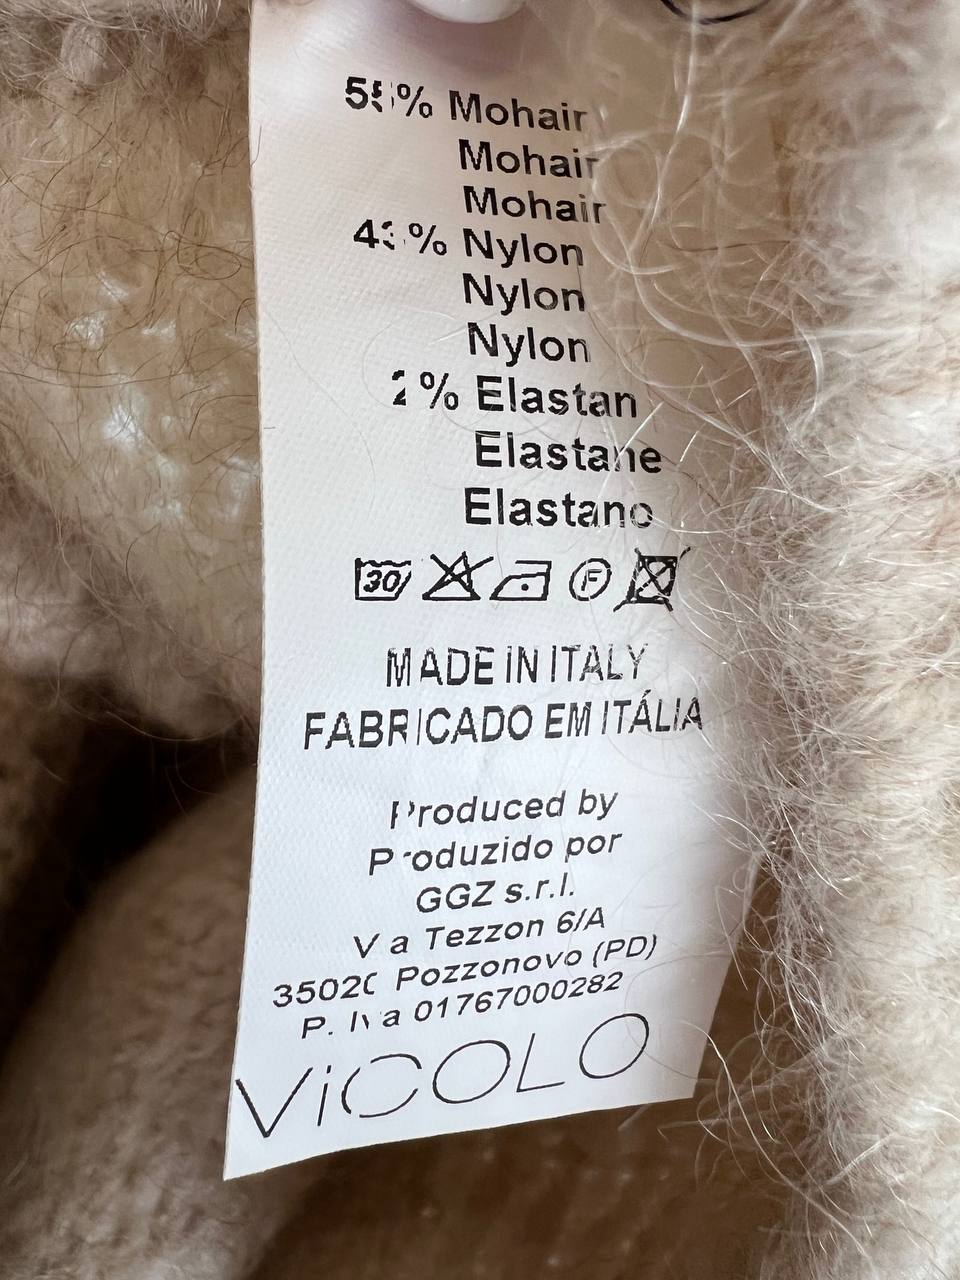 55% Mohair
Mohair
Mohair
43% Nylon
Nylon
Nylon
2% Elastan
Elastane
Elastano
30 F
MADE IN ITALY
FABRICADO EM ITÁLIA
Produced by
Produzido por
GGZ s.r.l.
Via Tezzon 6/A
35020 Pozzonovo (PD)
P. Iva 01767000282
ViCOLO